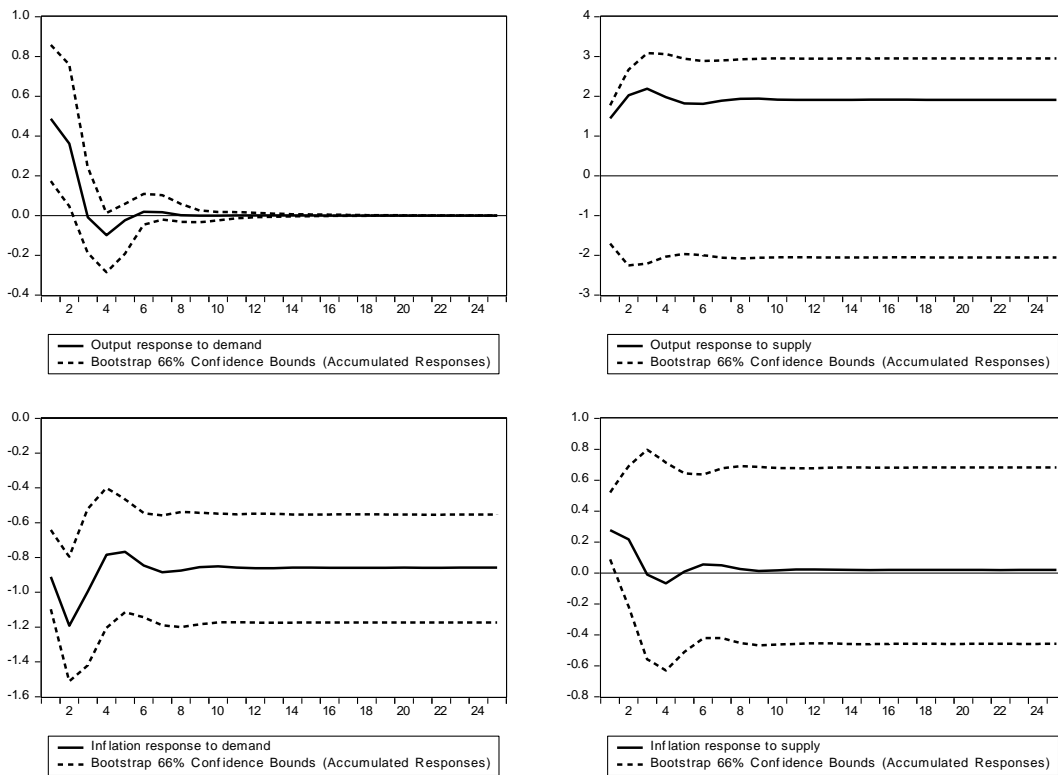 1.0
0.8
0.6
0.4
0.2
0.0
-0.2
-0.4
2 4 6 8 10 12 14 16 18 20 22 24
Output response to demand
Bootstrap 66% Confidence Bounds (Accumulated Responses)
4
3
2
1
0
-1
-2
-3
2 4 6 8 10 12 14 16 18 20 22 24
Output response to supply
Bootstrap 66% Confidence Bounds (Accumulated Responses)
0.0
-0.2
-0.4
-0.6
-0.8
-1.0
-1.2
-1.4
-1.6
2 4 6 8 10 12 14 16 18 20 22 24
Inflation response to demand
Bootstrap 66% Confidence Bounds (Accumulated Responses)
1.0
0.8
0.6
0.4
0.2
0.0
-0.2
-0.4
-0.6
-0.8
2 4 6 8 10 12 14 16 18 20 22 24
Inflation response to supply
Bootstrap 66% Confidence Bounds (Accumulated Responses)